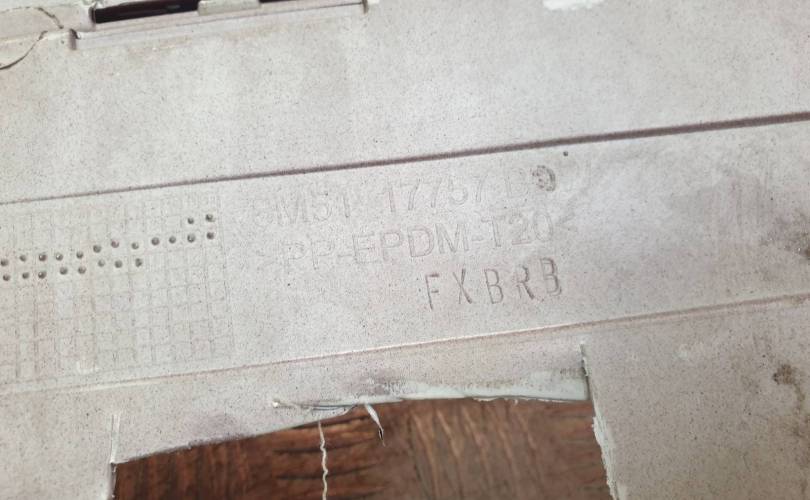 8M51 17757 B
>PP-EPDM-T20<
FXBRB